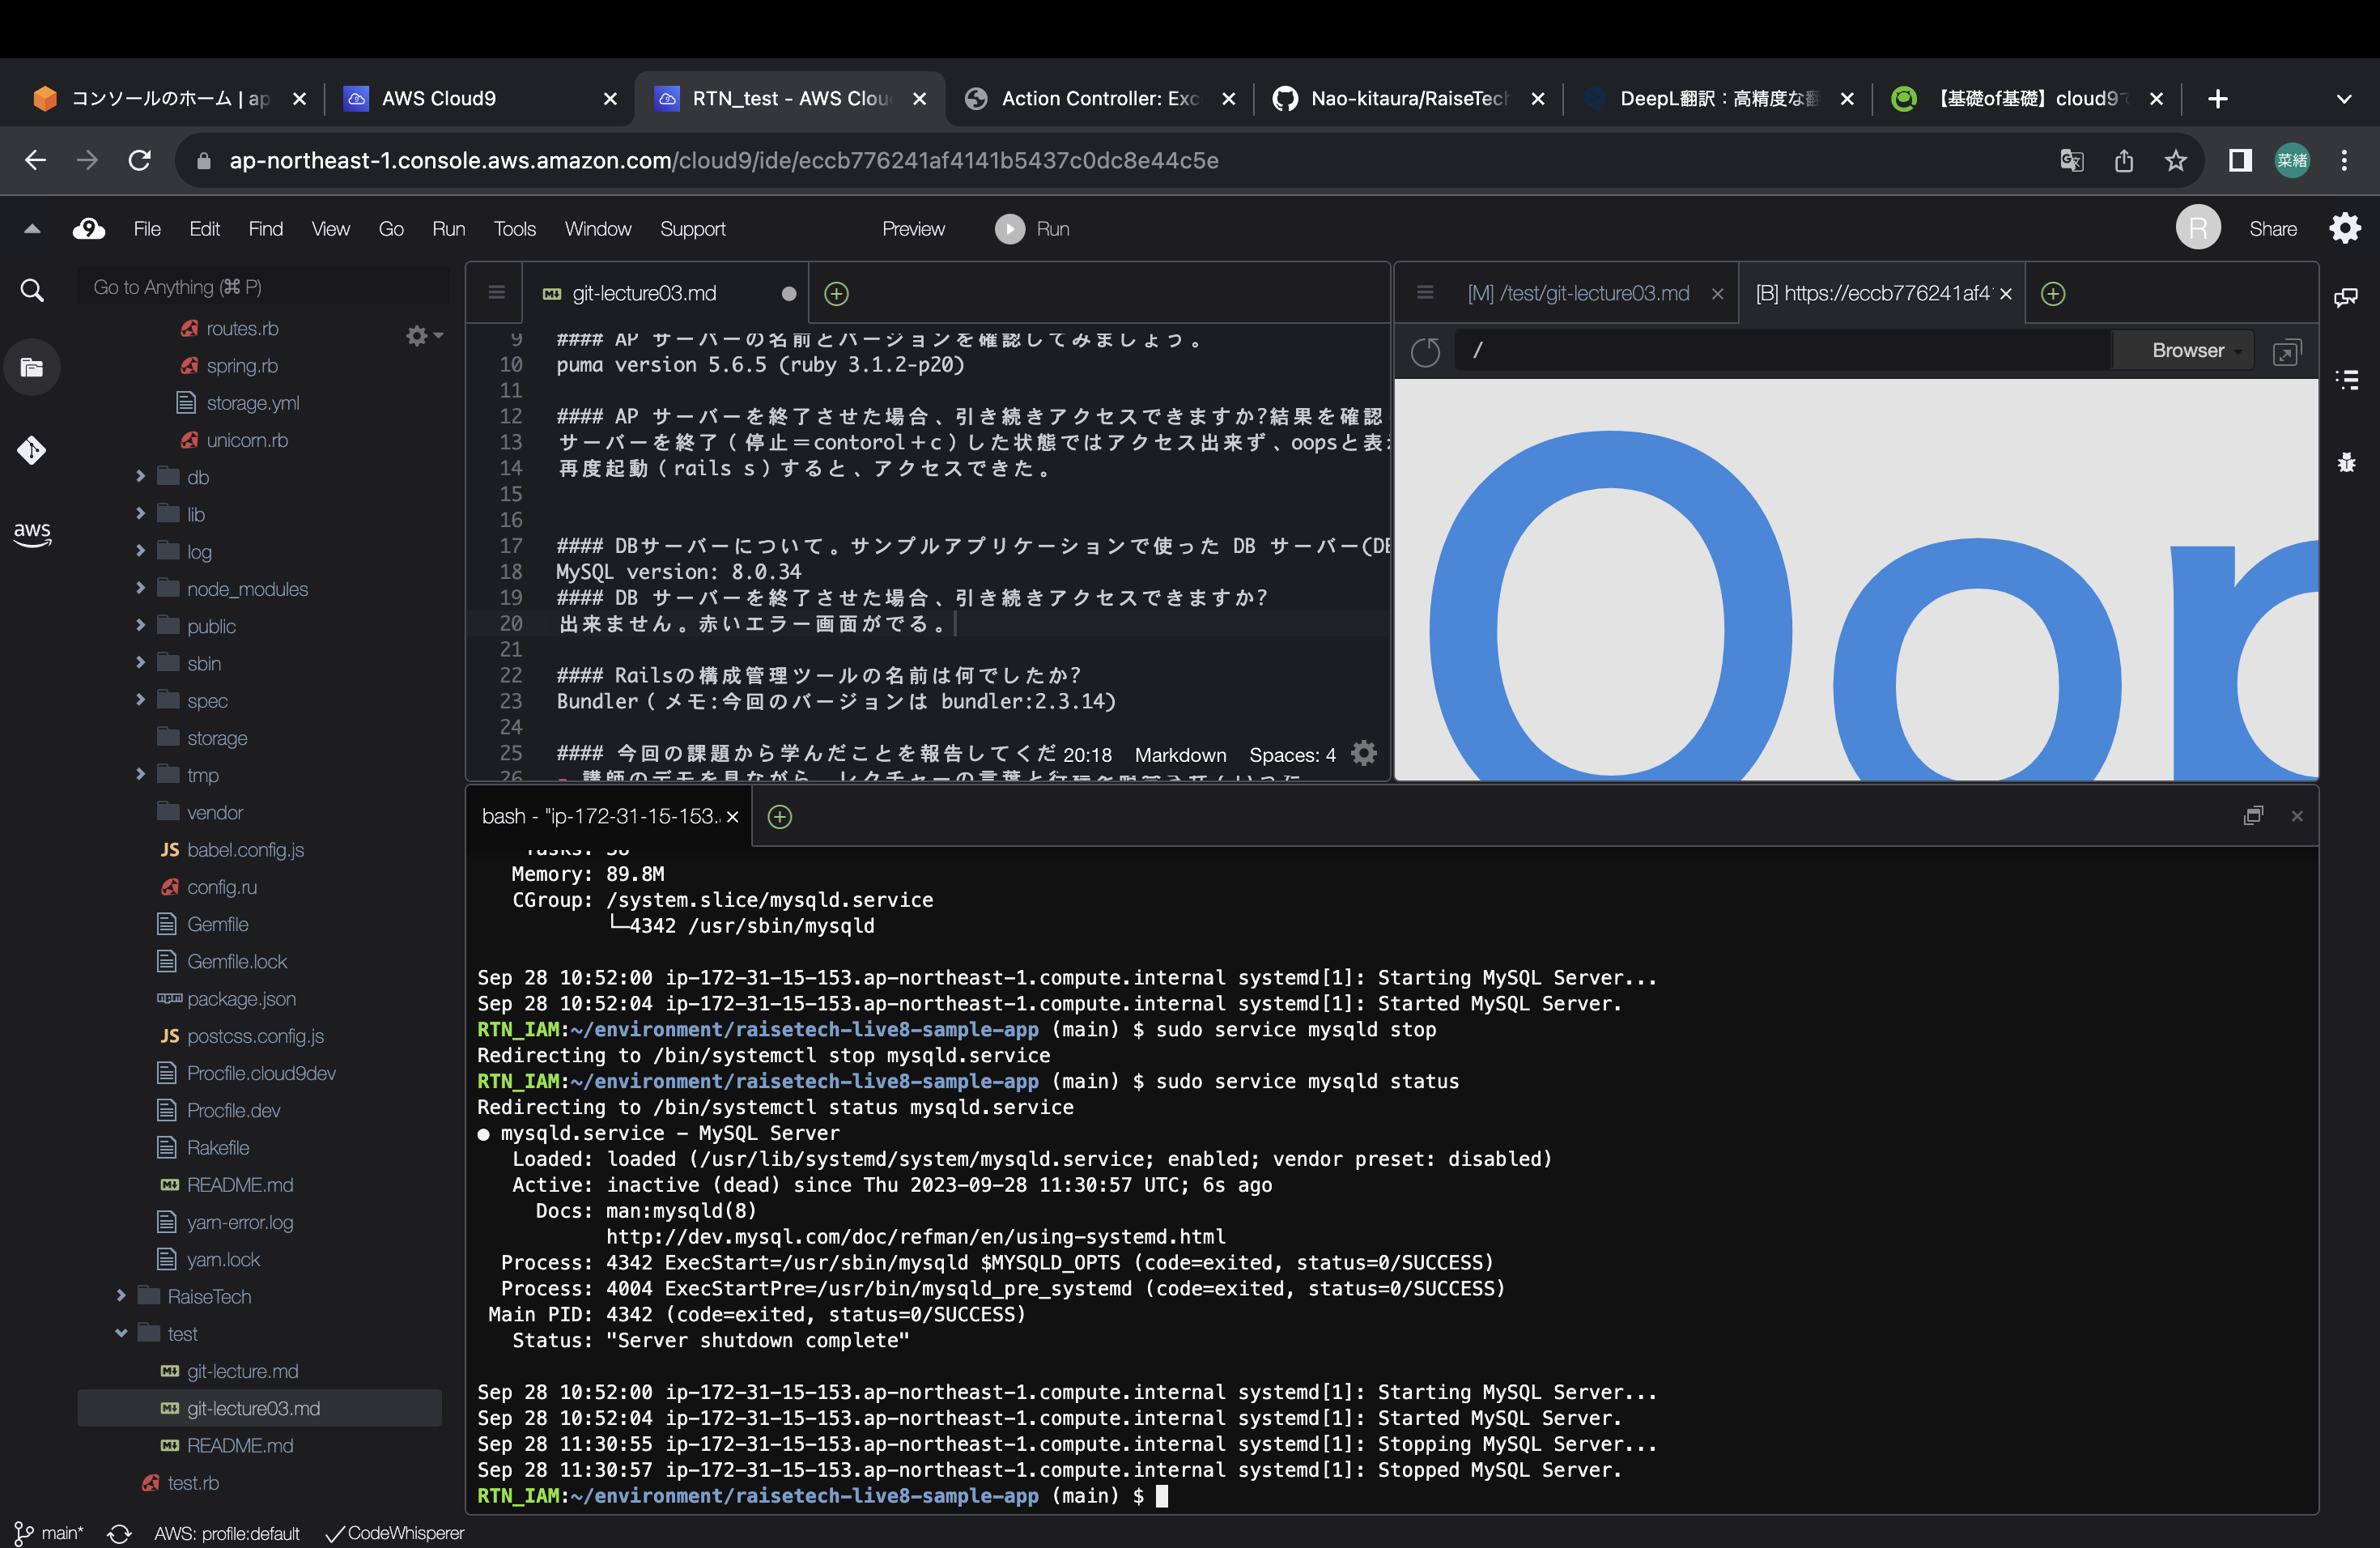 コンソールのホーム | ap
AWS Cloud9
RTN_test - AWS Clou
Action Controller: Exc
Nao-kitaura/RaiseTech
DeepL翻訳：高精度な翻
【基礎of基礎】cloud9で
ap-northeast-1.console.aws.amazon.com/cloud9/ide/eccb776241af4141b5437c0dc8e44c5e
菜緒
9 File Edit Find View Go Run Tools Window Support Preview Run R Share
Go to Anything (⌘ P)
routes.rb
spring.rb
storage.yml
unicorn.rb
db
lib
log
node_modules
public
sbin
spec
storage
tmp
vendor
JS babel.config.js
config.ru
Gemfile
Gemfile.lock
package.json
JS postcss.config.js
Procfile.cloud9dev
Procfile.dev
Rakefile
README.md
yarn-error.log
yarn.lock
RaiseTech
test
git-lecture.md
git-lecture03.md
README.md
test.rb
aws
git-lecture03.md
9 #### AP サーバーの名前とバージョンを確認してみましょう。
10 puma version 5.6.5 (ruby 3.1.2-p20)
11
12 #### AP サーバーを終了させた場合、引き続きアクセスできますか?結果を確認
13 サーバーを終了（停止＝contorol＋c）した状態ではアクセス出来ず、oopsと表
14 再度起動（rails s）すると、アクセスできた。
15
16
17 #### DBサーバーについて。サンプルアプリケーションで使った DB サーバー(DB
18 MySQL version: 8.0.34
19 #### DB サーバーを終了させた場合、引き続きアクセスできますか?
20 出来ません。赤いエラー画面がでる。
21
22 #### Railsの構成管理ツールの名前は何でしたか?
23 Bundler（メモ:今回のバージョンは bundler:2.3.14)
24
25 #### 今回の課題から学んだことを報告してくだ
20:18 Markdown Spaces: 4
26
[M] /test/git-lecture03.md
[B] https://eccb776241af4
/
Browser
Oop
bash - "ip-172-31-15-153.
Tasks: 38
Memory: 89.8M
CGroup: /system.slice/mysqld.service
└─4342 /usr/sbin/mysqld
Sep 28 10:52:00 ip-172-31-15-153.ap-northeast-1.compute.internal systemd[1]: Starting MySQL Server...
Sep 28 10:52:04 ip-172-31-15-153.ap-northeast-1.compute.internal systemd[1]: Started MySQL Server.
RTN_IAM:~/environment/raisetech-live8-sample-app (main) $ sudo service mysqld stop
Redirecting to /bin/systemctl stop mysqld.service
RTN_IAM:~/environment/raisetech-live8-sample-app (main) $ sudo service mysqld status
Redirecting to /bin/systemctl status mysqld.service
● mysqld.service - MySQL Server
Loaded: loaded (/usr/lib/systemd/system/mysqld.service; enabled; vendor preset: disabled)
Active: inactive (dead) since Thu 2023-09-28 11:30:57 UTC; 6s ago
Docs: man:mysqld(8)
http://dev.mysql.com/doc/refman/en/using-systemd.html
Process: 4342 ExecStart=/usr/sbin/mysqld $MYSQLD_OPTS (code=exited, status=0/SUCCESS)
Process: 4004 ExecStartPre=/usr/bin/mysqld_pre_systemd (code=exited, status=0/SUCCESS)
Main PID: 4342 (code=exited, status=0/SUCCESS)
Status: "Server shutdown complete"
Sep 28 10:52:00 ip-172-31-15-153.ap-northeast-1.compute.internal systemd[1]: Starting MySQL Server...
Sep 28 10:52:04 ip-172-31-15-153.ap-northeast-1.compute.internal systemd[1]: Started MySQL Server.
Sep 28 11:30:55 ip-172-31-15-153.ap-northeast-1.compute.internal systemd[1]: Stopping MySQL Server...
Sep 28 11:30:57 ip-172-31-15-153.ap-northeast-1.compute.internal systemd[1]: Stopped MySQL Server.
RTN_IAM:~/environment/raisetech-live8-sample-app (main) $
main* AWS: profile:default CodeWhisperer